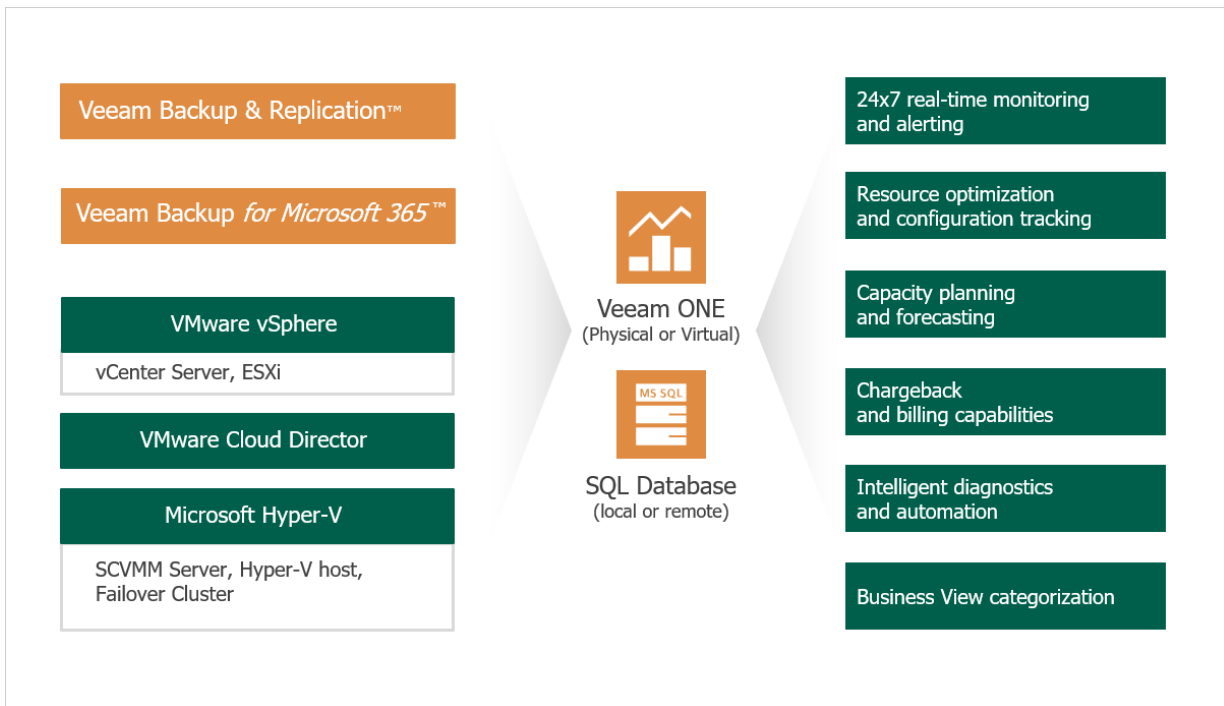 Veeam Backup & Replication™
Veeam Backup for Microsoft 365™
VMware vSphere
vCenter Server, ESXi
VMware Cloud Director
Microsoft Hyper-V
SCVMM Server, Hyper-V host,
Failover Cluster
Veeam ONE
(Physical or Virtual)
MS SQL
SQL Database
(local or remote)
24x7 real-time monitoring
and alerting
Resource optimization
and configuration tracking
Capacity planning
and forecasting
Chargeback
and billing capabilities
Intelligent diagnostics
and automation
Business View categorization